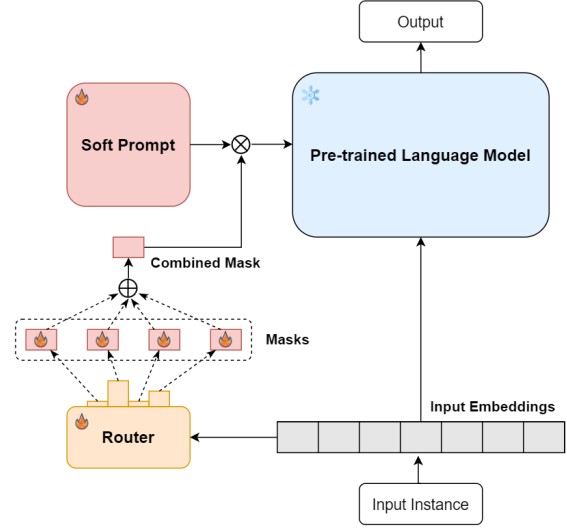 Output
Soft Prompt
Pre-trained Language Model
Combined Mask
Masks
Input Embeddings
Router
Input Instance